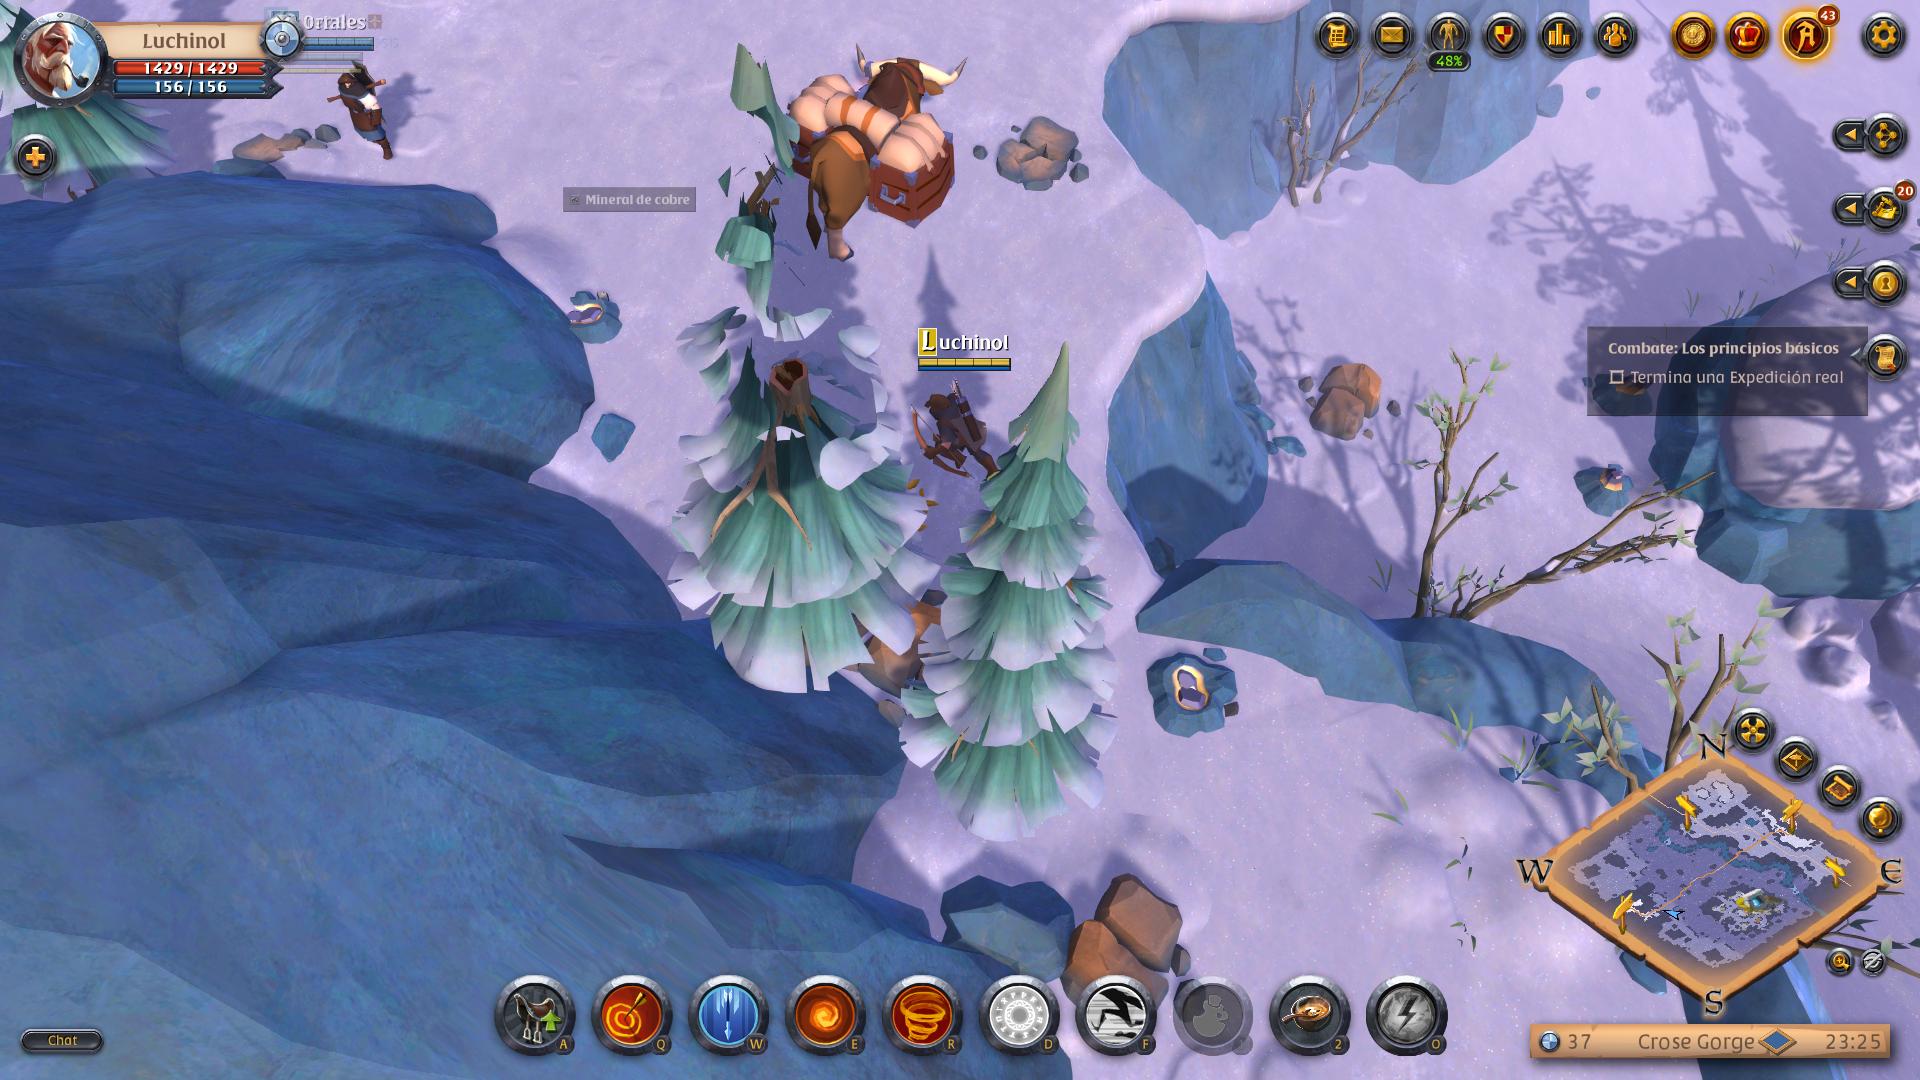 Luchinol
1429/1429
156/156
0rtales
43
48%
Mineral de cobre
20
Luchinol
Combate: Los principios básicos
Termina una Expedición real
N
W
E
S
A
Q
W
E
R
D
F
2
O
Chat
37
Crose Gorge
23:25